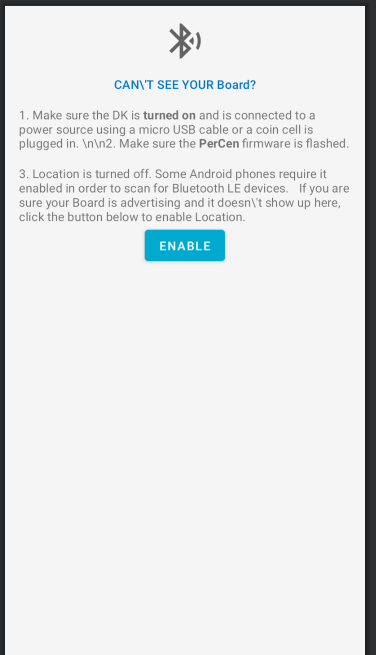 CAN\'T SEE YOUR Board?
1. Make sure the DK is turned on and is connected to a
power source using a micro USB cable or a coin cell is
plugged in. \n\n2. Make sure the PerCen firmware is flashed.
3. Location is turned off. Some Android phones require it
enabled in order to scan for Bluetooth LE devices.   If you are
sure your Board is advertising and it doesn\'t show up here,
click the button below to enable Location.
ENABLE